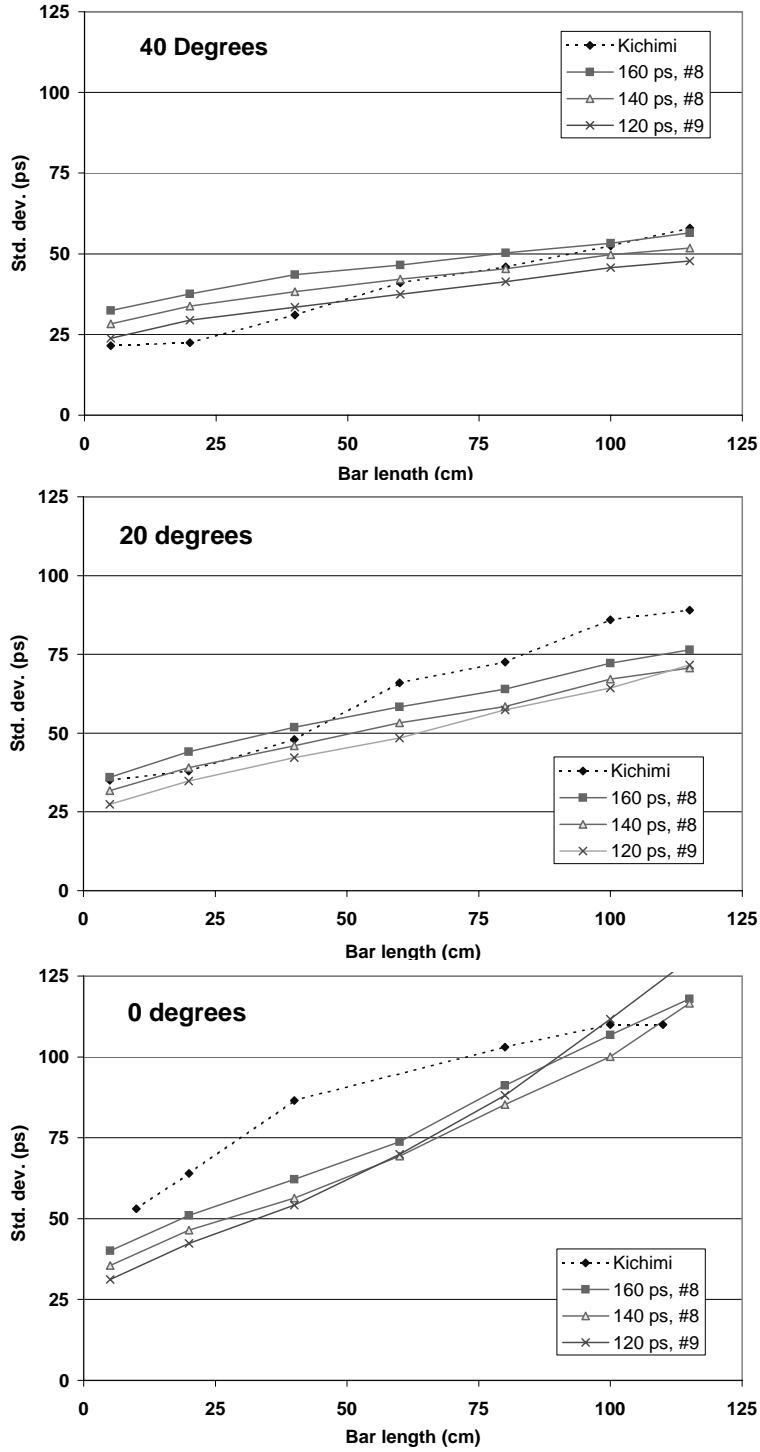 125
40 Degrees
Kichimi
160 ps, #8
140 ps, #8
120 ps, #9
100
75
50
25
0
Std. dev. (ps)
0 25 50 75 100 125
Bar length (cm)
125
20 degrees
100
75
50
25
0
Std. dev. (ps)
Kichimi
160 ps, #8
140 ps, #8
120 ps, #9
0 25 50 75 100 125
Bar length (cm)
125
0 degrees
100
75
50
25
0
Std. dev. (ps)
Kichimi
160 ps, #8
140 ps, #8
120 ps, #9
0 25 50 75 100 125
Bar length (cm)